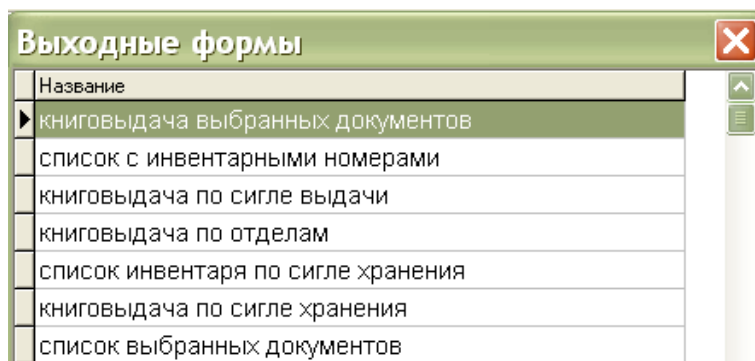 Выходные формы
Название
книговыдача выбранных документов
список с инвентарными номерами
книговыдача по сигле выдачи
книговыдача по отделам
список инвентаря по сигле хранения
книговыдача по сигле хранения
список выбранных документов